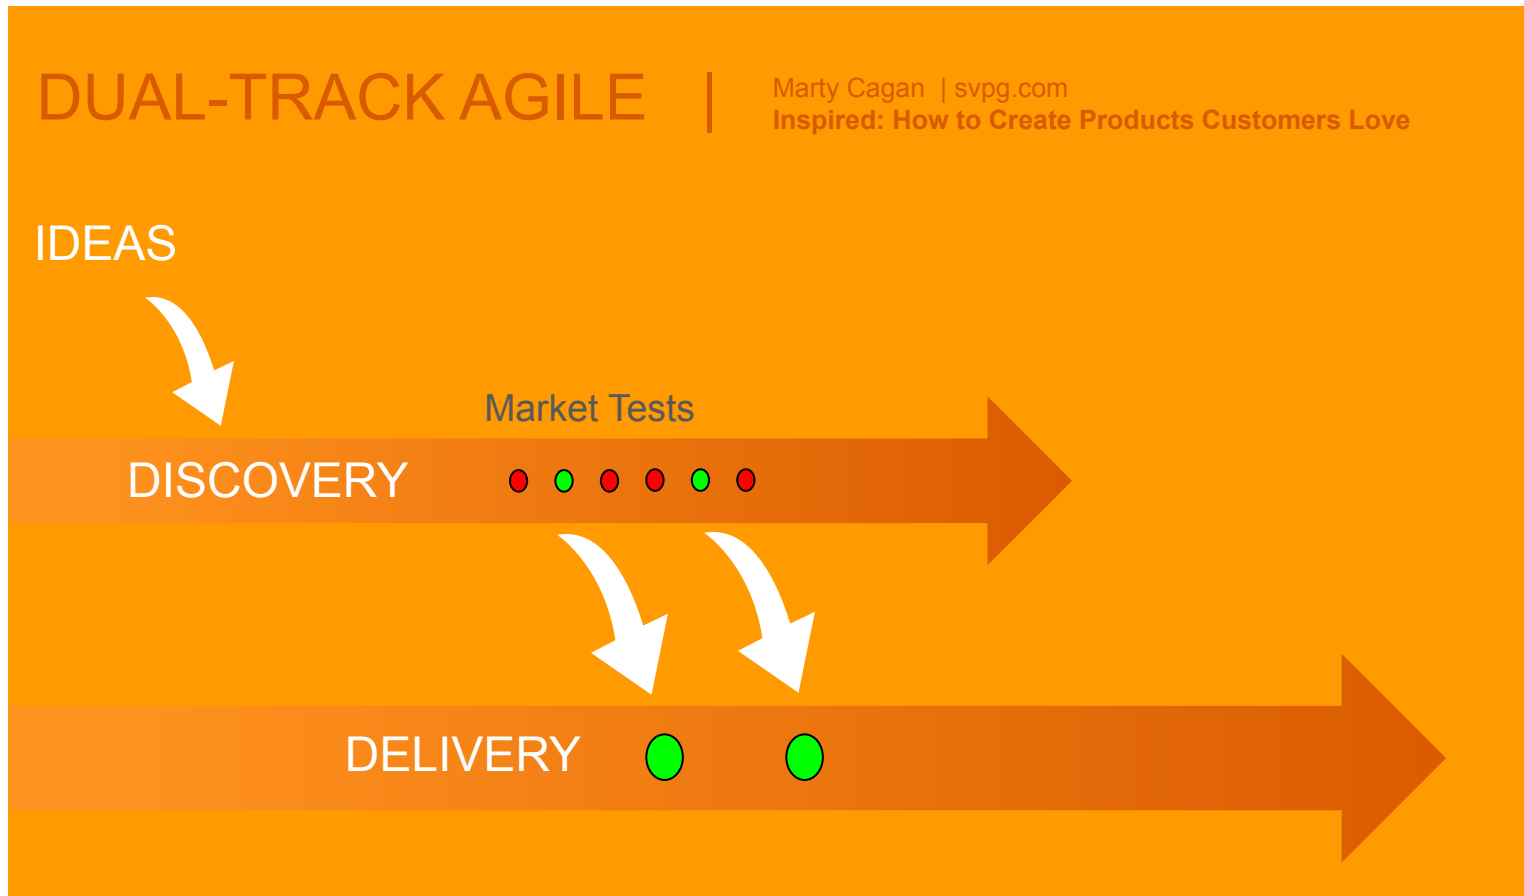 DUAL-TRACK AGILE
Marty Cagan | svpg.com
Inspired: How to Create Products Customers Love
IDEAS
Market Tests
DISCOVERY
DELIVERY